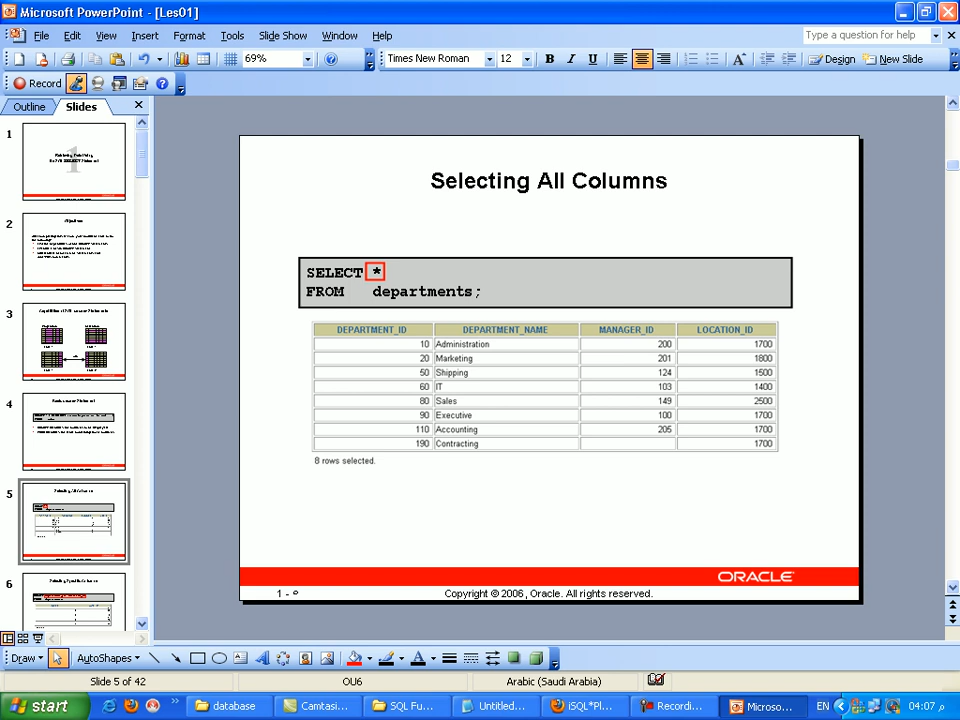 Microsoft PowerPoint - [Les01]
File Edit View Insert Format Tools Slide Show Window Help
Type a question for help
69% Times New Roman 12 B I U A Design New Slide
Record
Outline Slides
1
2
3
4
5
6
Selecting All Columns
SELECT *
FROM departments;
DEPARTMENT_ID DEPARTMENT_NAME MANAGER_ID LOCATION_ID
10 Administration 200 1700
20 Marketing 201 1800
50 Shipping 124 1500
60 IT 103 1400
80 Sales 149 2500
90 Executive 100 1700
110 Accounting 205 1700
190 Contracting 1700
8 rows selected.
ORACLE
1 - ٥
Copyright © 2006, Oracle. All rights reserved.
Draw AutoShapes
Slide 5 of 42 OU6 Arabic (Saudi Arabia)
start database Camtasi... SQL Fu... Untitled... iSQL*Pl... Recordi... Microso... EN 04:07 م